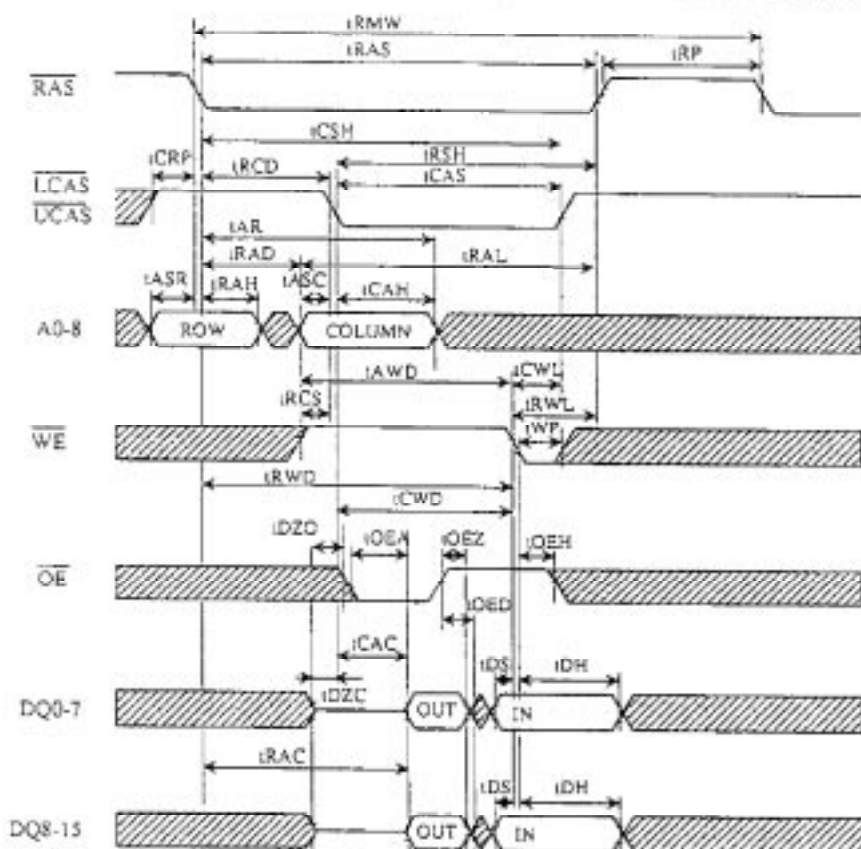 tRMW
tRAS
tRP
RAS
tCSH
tRSH
tCRP
tRCD
tCAS
LCAS
UCAS
tAR
tRAD
tRAL
tASR
tRAH
tASC
tCAH
A0-8
ROW
COLUMN
tAWD
tCWL
tRCS
tRWL
tWP
WE
tRWD
tCWD
tDZO
tOEA
tOEZ
tOEH
OE
tOED
tCAC
tDS
tDH
tDZC
DQ0-7
OUT
IN
tRAC
tDS
tDH
DQ8-15
OUT
IN